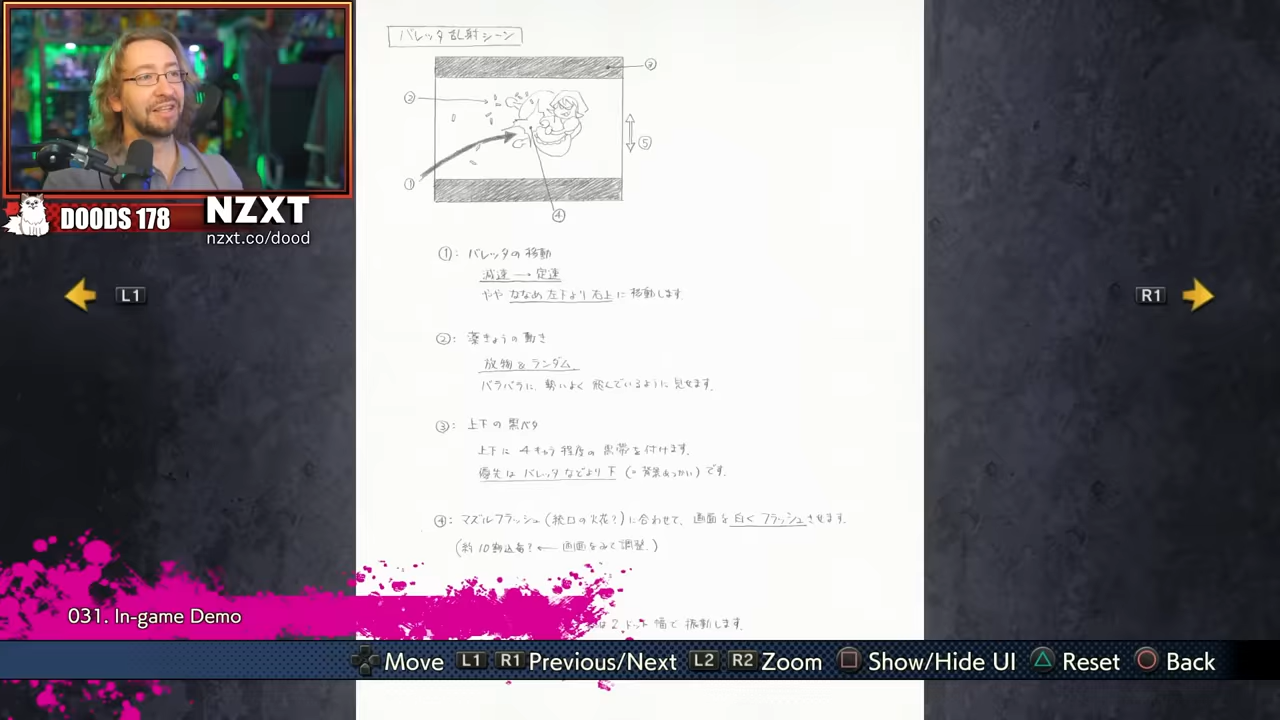 バレッタ乱射シーン
③
②
⑤
①
④
①: バレッタの移動
減速 → 定速
やや ななめ 左下より 右上 に 移動します
②: 薬きょうの動き
放物 & ランダム
バラバラに、勢いよく 飛んでいるように 見せます。
③: 上下の黒ベタ
上下に 4キャラ 程度の 黒帯を 付けます。
優先は バレッタなどより 下 (=背景あつかい) です。
④: マズルフラッシュ (銃口の火花?) に合わせて、画面を 白く フラッシュさせます。
(約 10割込毎? ← 画面をみて調整。)
は 2 ドット 幅で 振動します。
DOODS 178
NZXT
nzxt.co/dood
L1
R1
031. In-game Demo
Move L1 R1 Previous/Next L2 R2 Zoom Show/Hide UI Reset Back